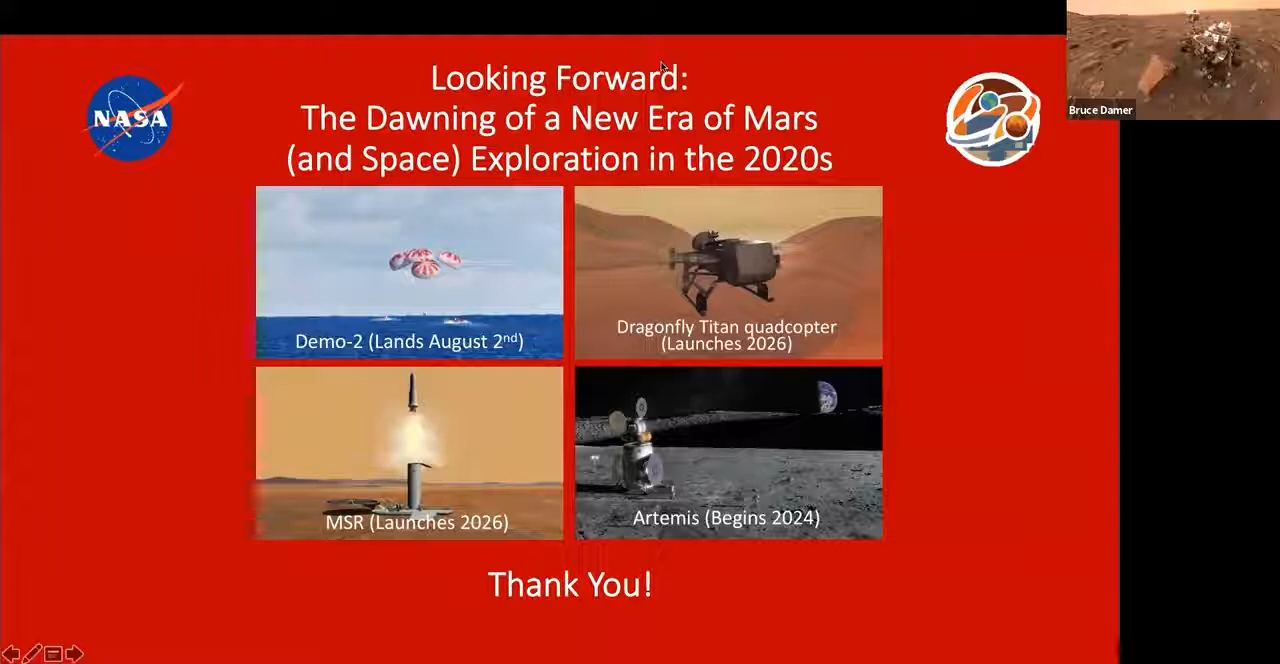 Looking Forward:
The Dawning of a New Era of Mars
(and Space) Exploration in the 2020s
NASA
Bruce Damer
Demo-2 (Lands August 2nd)
Dragonfly Titan quadcopter
(Launches 2026)
MSR (Launches 2026)
Artemis (Begins 2024)
Thank You!